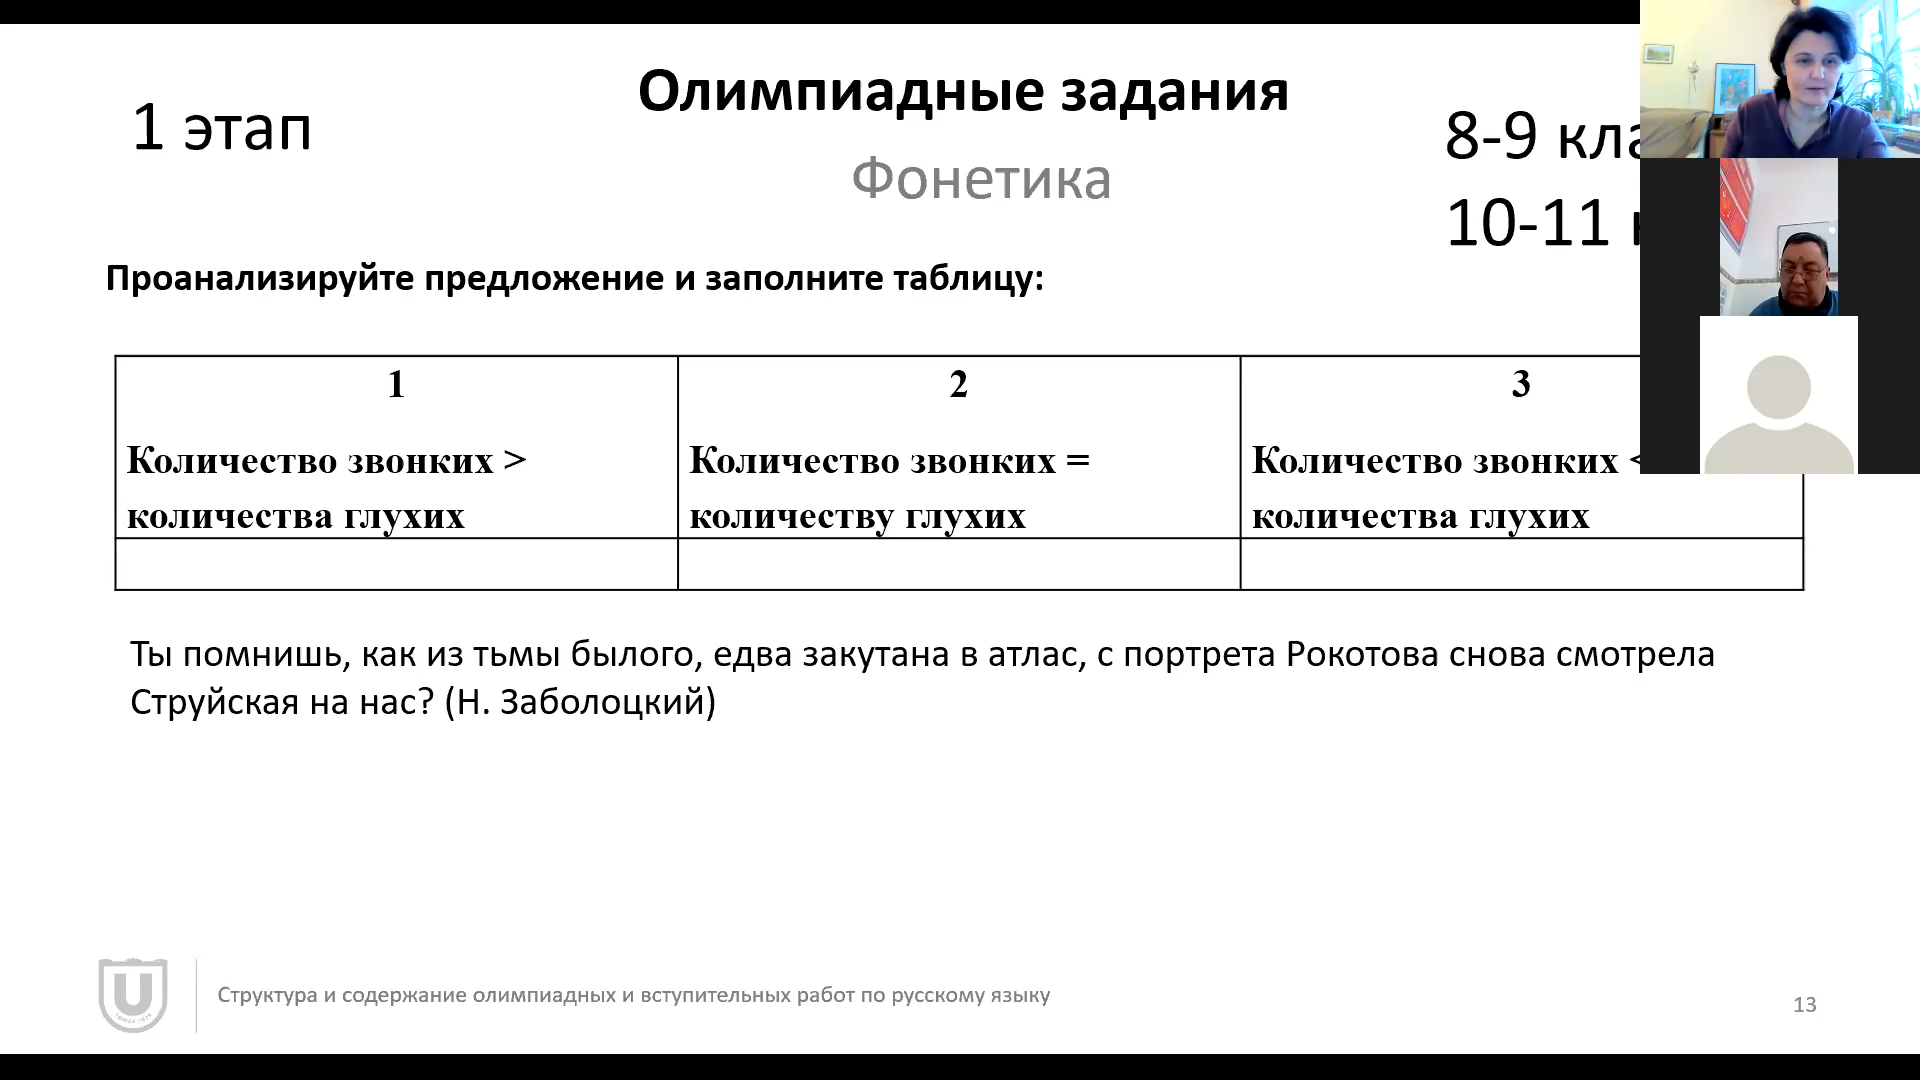 1 этап
Олимпиадные задания
Фонетика
8-9
10-11
Проанализируйте предложение и заполните таблицу:
1
Количество звонких >
количества глухих
2
Количество звонких =
количеству глухих
3
Количество звонких <
количества глухих
Ты помнишь, как из тьмы былого, едва закутана в атлас, с портрета Рокотова снова смотрела
Струйская на нас? (Н. Заболоцкий)
U
Структура и содержание олимпиадных и вступительных работ по русскому языку
13